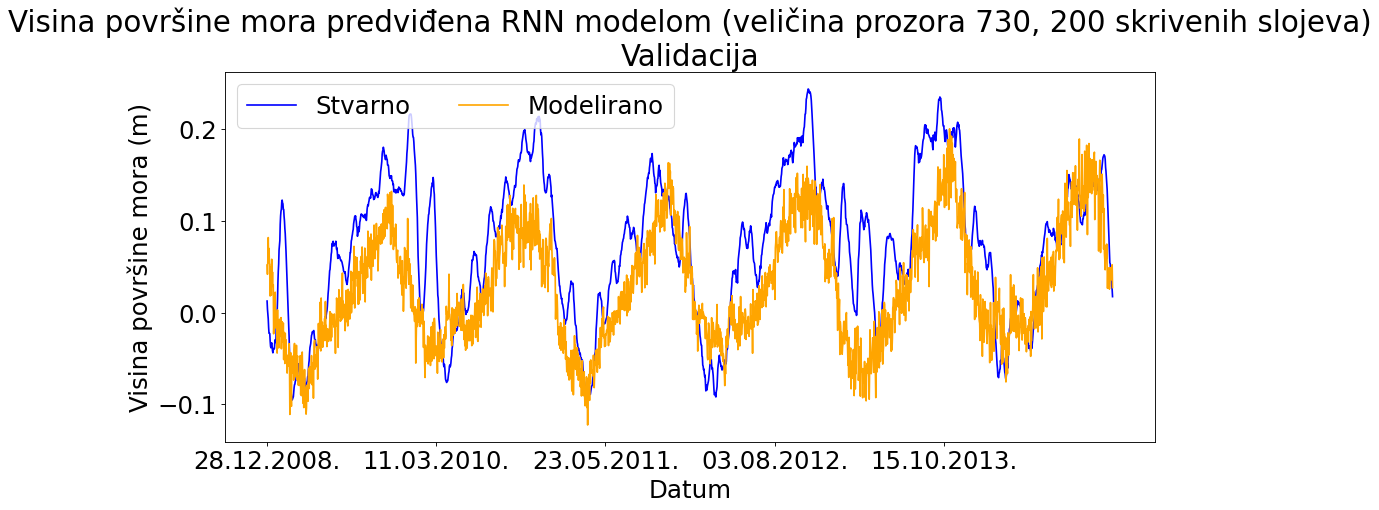 Visina površine mora predviđena RNN modelom (veličina prozora 730, 200 skrivenih slojeva)
Validacija
Stvarno
Modelirano
Visina površine mora (m)
0.2
0.1
0.0
−0.1
28.12.2008.
11.03.2010.
23.05.2011.
03.08.2012.
15.10.2013.
Datum